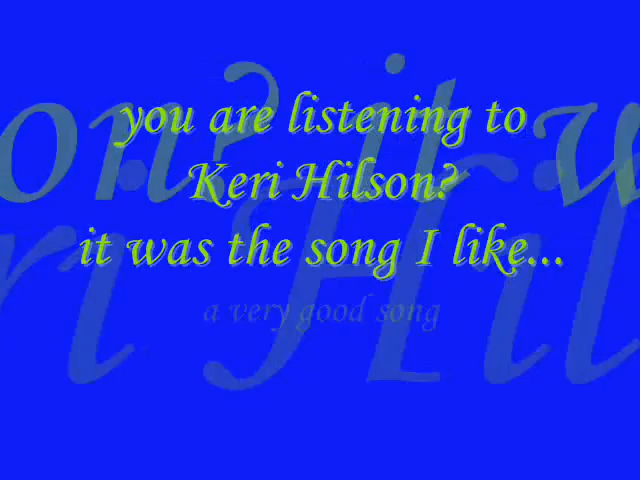 you are listening to
Keri Hilson?
it was the song I like...
a very good song